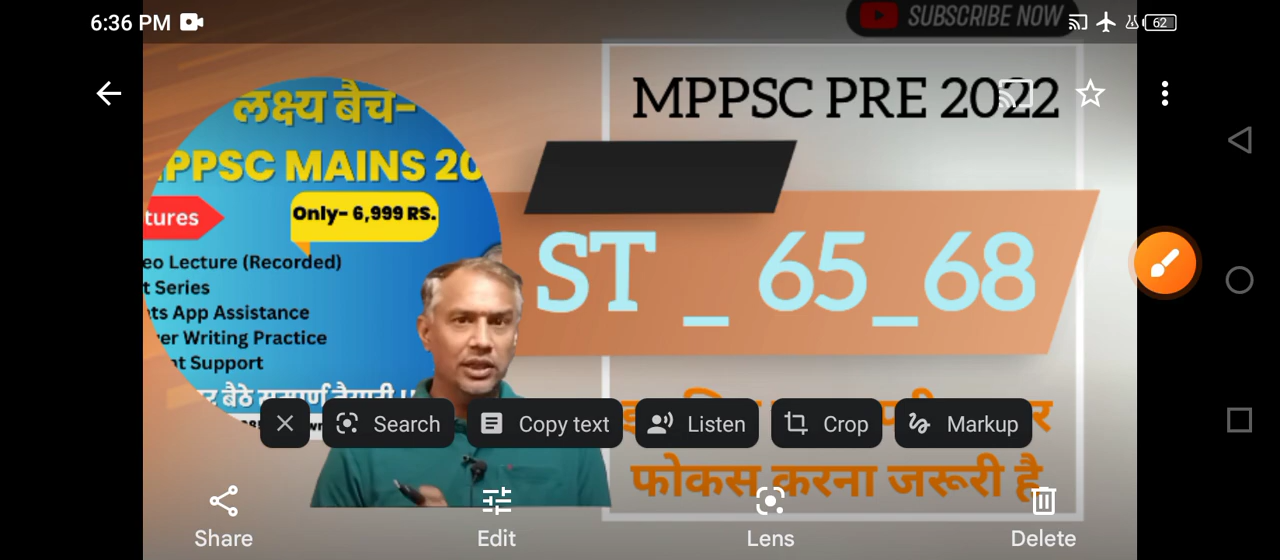 6:36 PM
62
SUBSCRIBE NOW
MPPSC PRE 2022
लक्ष्य बैच-
PPSC MAINS 20
tures
Only- 6,999 RS.
eo Lecture (Recorded)
t Series
ts App Assistance
er Writing Practice
t Support
बैठे सम्पूर्ण तैयारी !!
ST _ 65_68
Search
Copy text
Listen
Crop
Markup
फोकस करना जरूरी है
Share
Edit
Lens
Delete